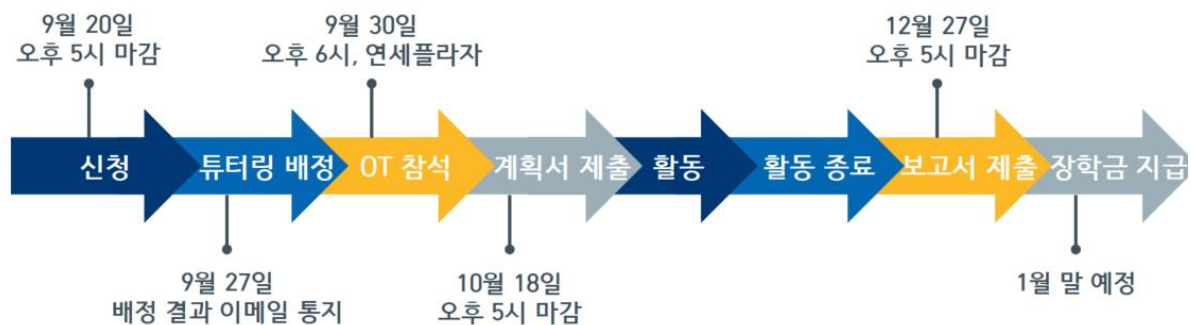 9월 20일
오후 5시 마감
9월 30일
오후 6시, 연세플라자
12월 27일
오후 5시 마감
신청
튜터링 배정
OT 참석
계획서 제출
활동
활동 종료
보고서 제출
장학금 지급
9월 27일
배정 결과 이메일 통지
10월 18일
오후 5시 마감
1월 말 예정